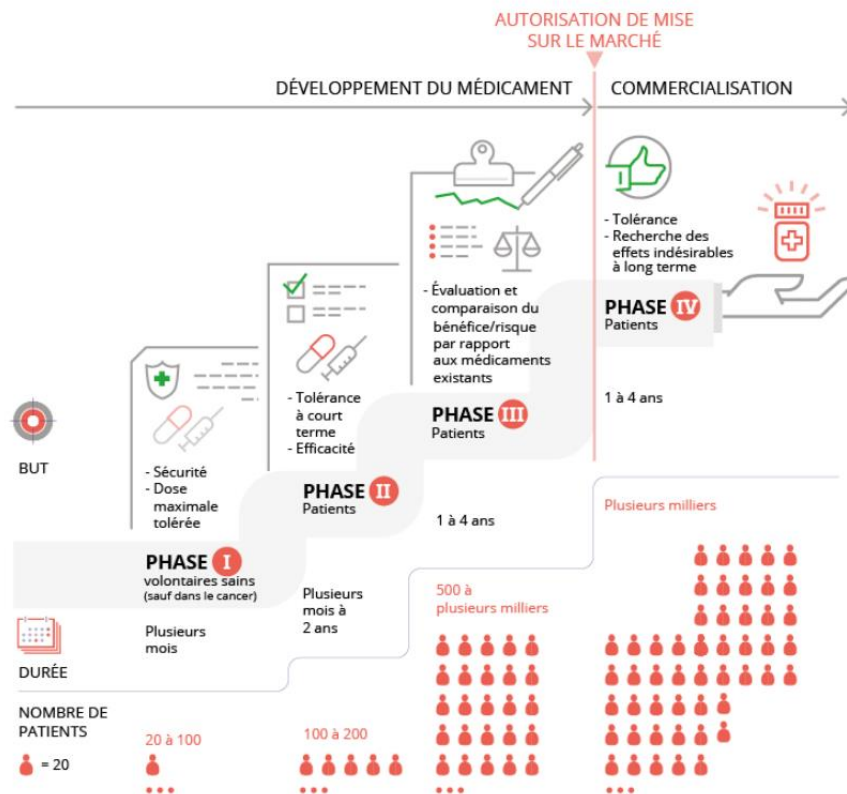 AUTORISATION DE MISE
SUR LE MARCHÉ
DÉVELOPPEMENT DU MÉDICAMENT
COMMERCIALISATION
BUT
- Sécurité
- Dose
maximale
tolérée
PHASE I
volontaires sains
(sauf dans le cancer)
- Tolérance
à court
terme
- Efficacité
PHASE II
Patients
- Évaluation et
comparaison du
bénéfice/risque
par rapport
aux médicaments
existants
PHASE III
Patients
- Tolérance
- Recherche des
effets indésirables
à long terme
PHASE IV
Patients
DURÉE
Plusieurs
mois
Plusieurs
mois à
2 ans
1 à 4 ans
1 à 4 ans
NOMBRE DE
PATIENTS
= 20
20 à 100
...
100 à 200
...
500 à
plusieurs milliers
...
Plusieurs milliers
...